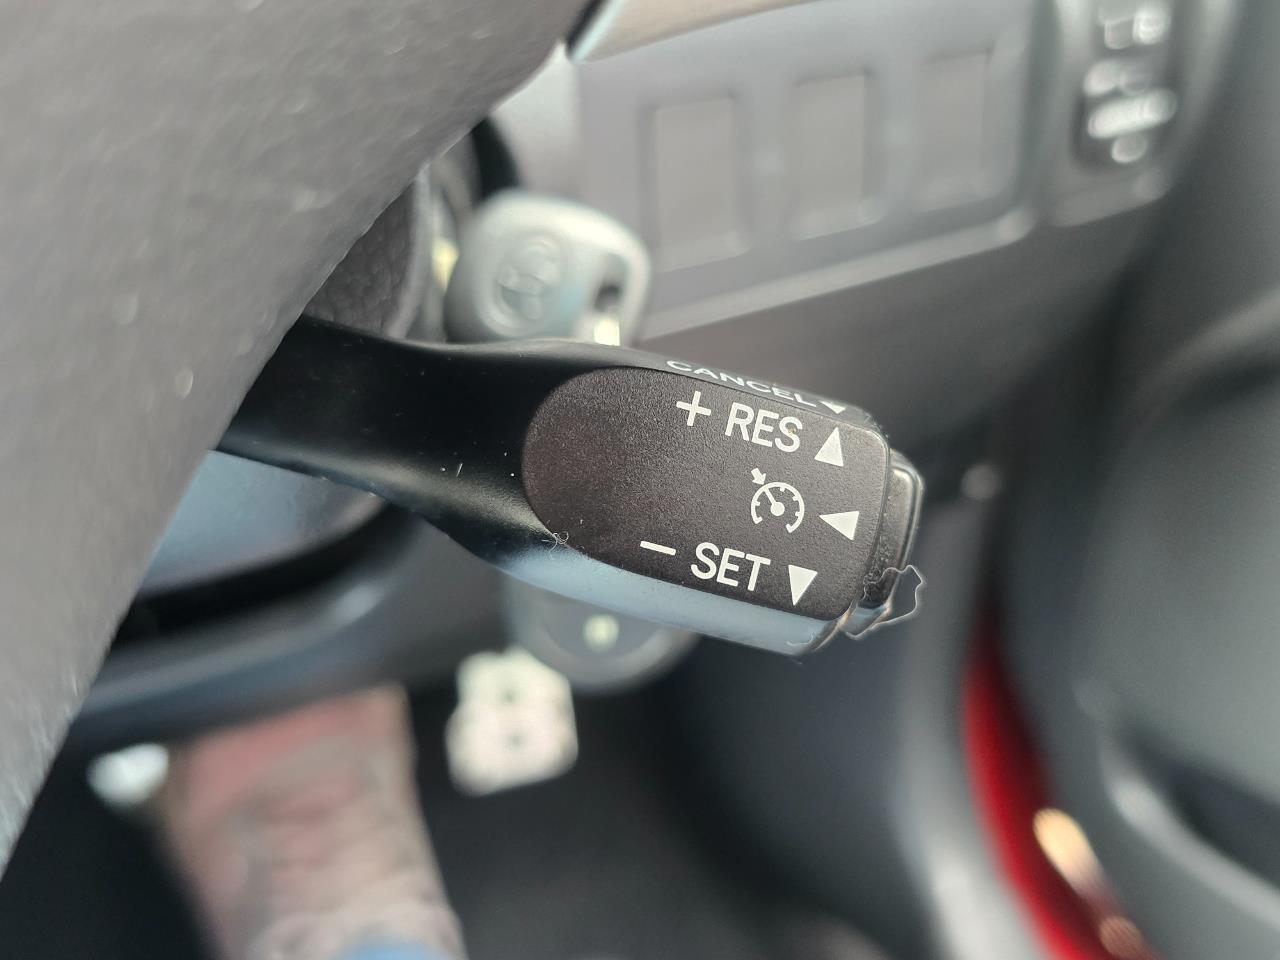 CANCEL
+ RES
– SET